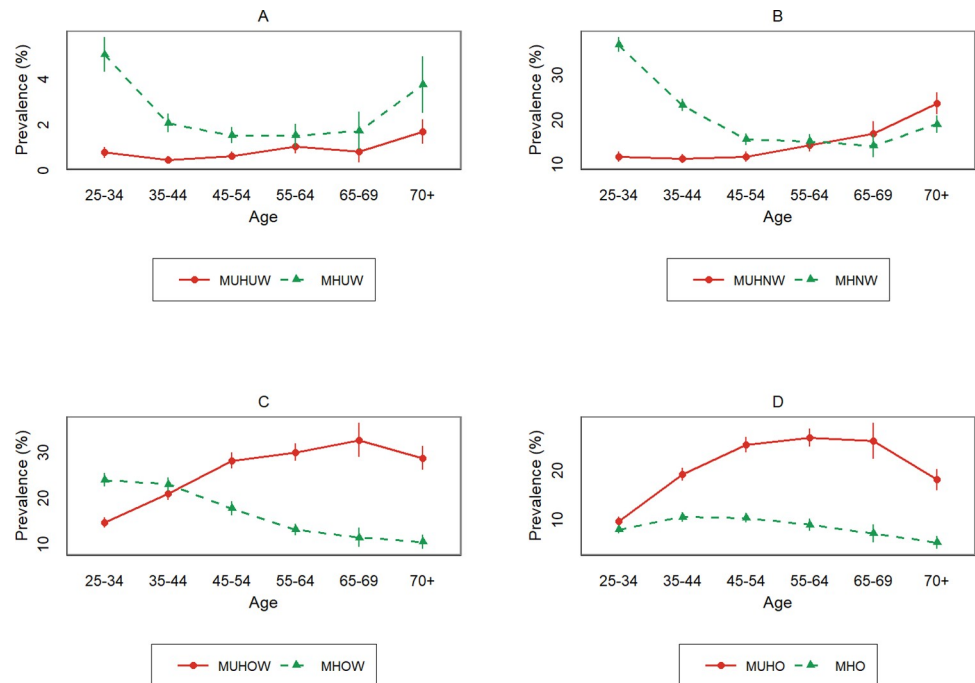 A
Prevalence (%)
0 2 4
25-34 35-44 45-54 55-64 65-69 70+
Age
MUHUW MHUW
B
Prevalence (%)
10 20 30
25-34 35-44 45-54 55-64 65-69 70+
Age
MUHNW MHNW
C
Prevalence (%)
10 20 30
25-34 35-44 45-54 55-64 65-69 70+
Age
MUHOW MHOW
D
Prevalence (%)
10 20
25-34 35-44 45-54 55-64 65-69 70+
Age
MUHO MHO